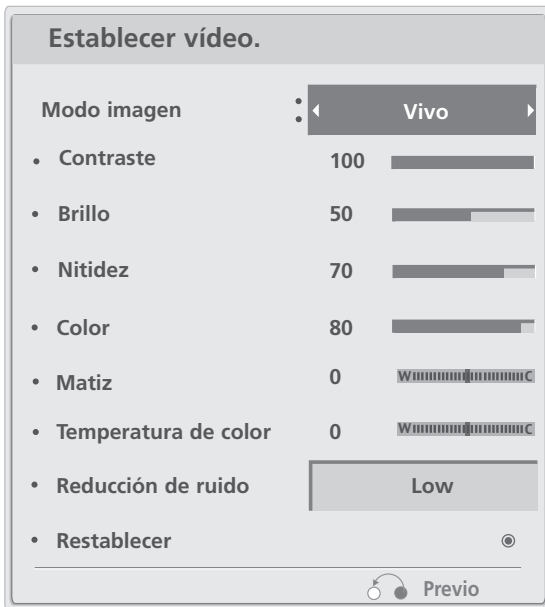 Establecer vídeo.
Modo imagen : Vivo
• Contraste 100
• Brillo 50
• Nitidez 70
• Color 80
• Matiz 0 W C
• Temperatura de color 0 W C
• Reducción de ruido Low
• Restablecer
Previo